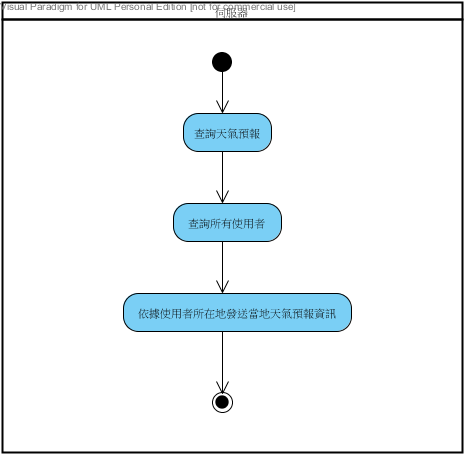 Visual Paradigm for UML Personal Edition [not for commercial use]
伺服器
查詢天氣預報
查詢所有使用者
依據使用者所在地發送當地天氣預報資訊